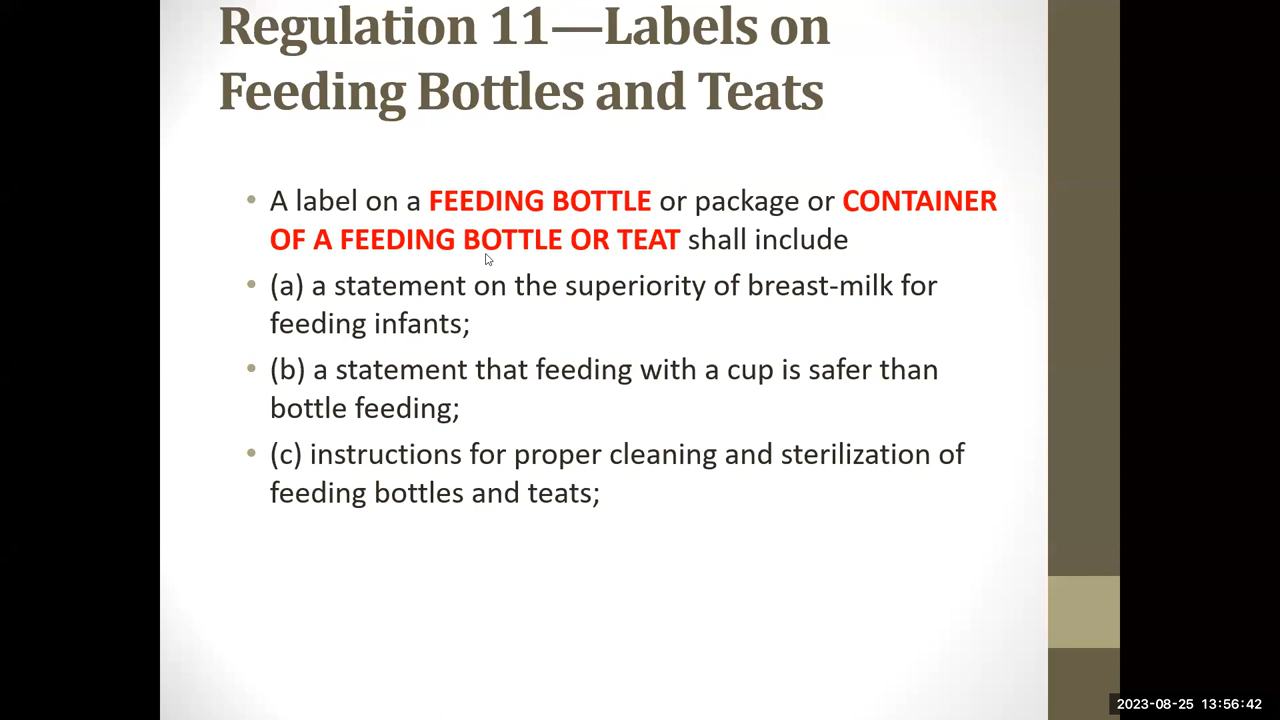 Regulation 11—Labels on
Feeding Bottles and Teats
• A label on a FEEDING BOTTLE or package or CONTAINER
OF A FEEDING BOTTLE OR TEAT shall include
• (a) a statement on the superiority of breast-milk for
feeding infants;
• (b) a statement that feeding with a cup is safer than
bottle feeding;
• (c) instructions for proper cleaning and sterilization of
feeding bottles and teats;
2023-08-25 13:56:42